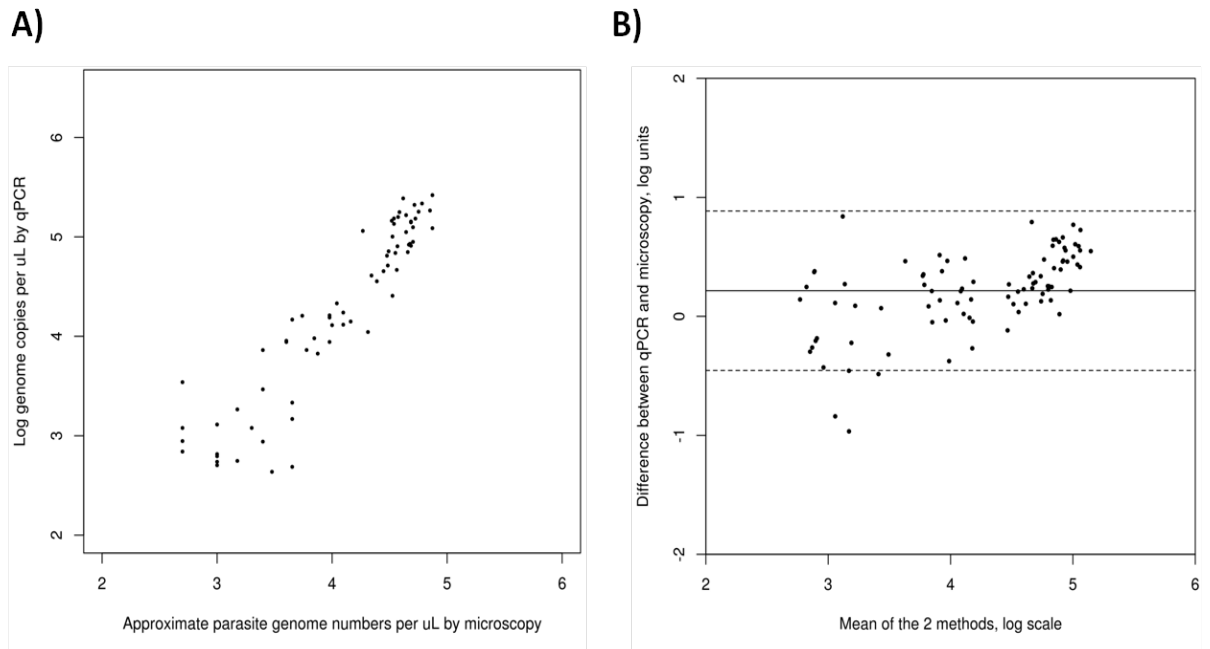 A)
B)
Log genome copies per uL by qPCR
6
5
4
3
2
2 3 4 5 6
Approximate parasite genome numbers per uL by microscopy
Difference between qPCR and microscopy, log units
2
1
0
-1
-2
2 3 4 5 6
Mean of the 2 methods, log scale